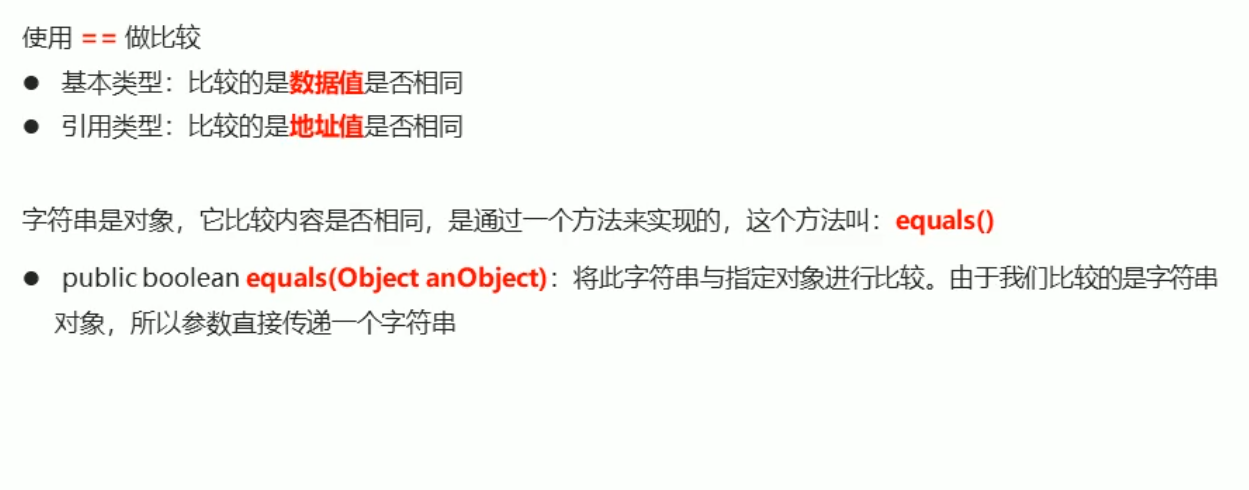 使用 == 做比较
● 基本类型：比较的是数据值是否相同
● 引用类型：比较的是地址值是否相同
字符串是对象，它比较内容是否相同，是通过一个方法来实现的，这个方法叫：equals()
● public boolean equals(Object anObject)：将此字符串与指定对象进行比较。由于我们比较的是字符串
对象，所以参数直接传递一个字符串